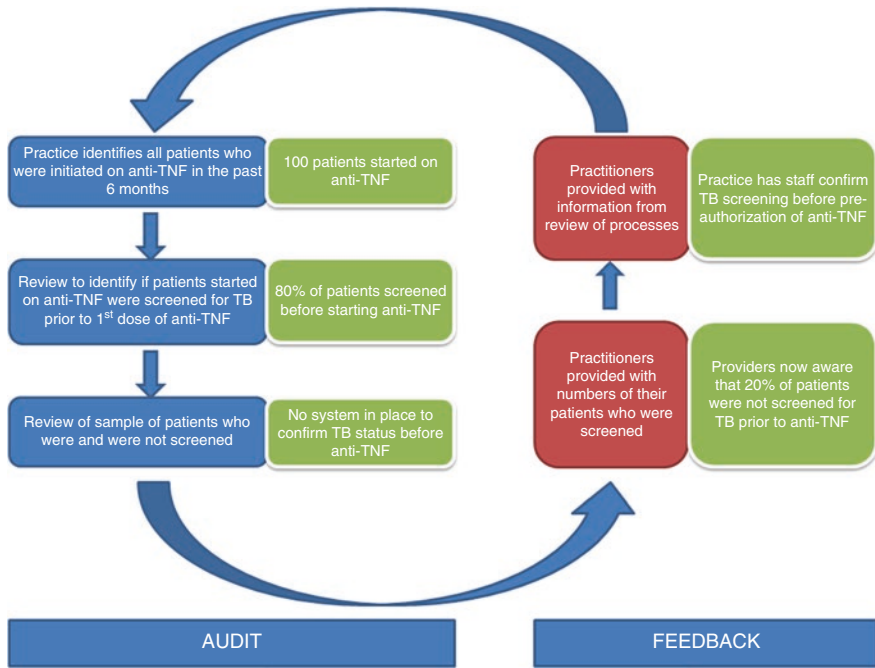 Practice identifies all patients who
were initiated on anti-TNF in the past
6 months
100 patients started on
anti-TNF
Review to identify if patients started
on anti-TNF were screened for TB
prior to 1st dose of anti-TNF
80% of patients screened
before starting anti-TNF
Review of sample of patients who
were and were not screened
No system in place to
confirm TB status before
anti-TNF
AUDIT
Practitioners
provided with
information from
review of processes
Practice has staff confirm
TB screening before pre-
authorization of anti-TNF
Practitioners
provided with
numbers of their
patients who were
screened
Providers now aware
that 20% of patients
were not screened for
TB prior to anti-TNF
FEEDBACK